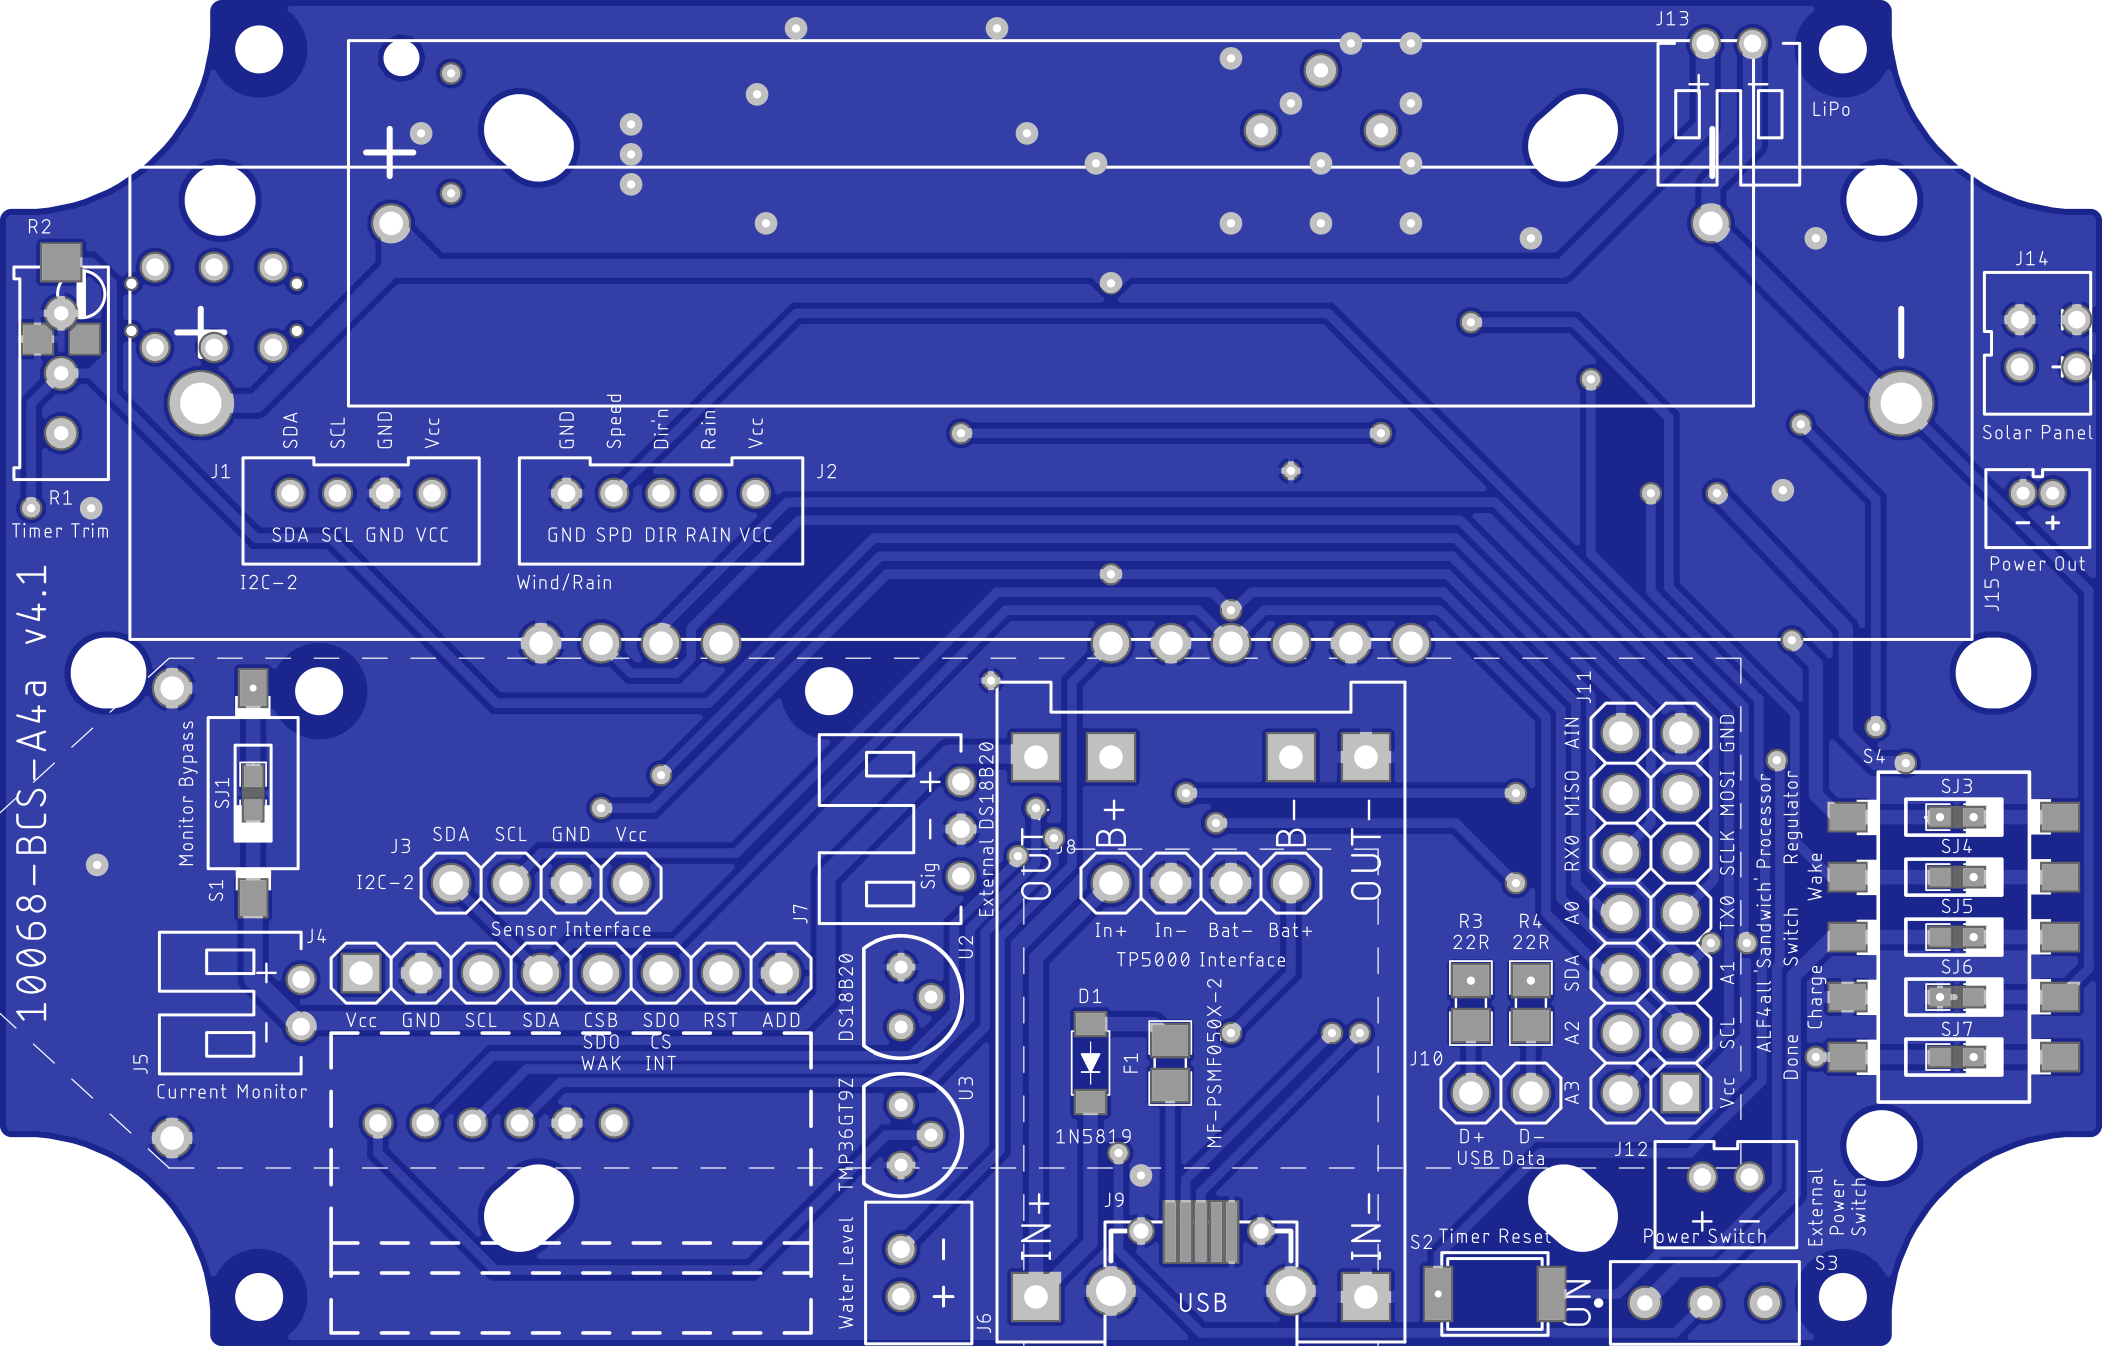 J13
LiPo
+
+
+
R2
J14
Solar Panel
SDA
SCL
GND
Vcc
GND
Speed
Dir'n
Rain
Vcc
J1
J2
R1
Timer Trim
SDA SCL GND VCC
GND SPD DIR RAIN VCC
I2C-2
Wind/Rain
- +
Power Out
J15
10068-BCS-A4a v4.1
Monitor Bypass
SJ1
S1
J3
SDA SCL GND Vcc
I2C-2
Sensor Interface
J4
+
-
J5
Current Monitor
Vcc GND SCL SDA CSB SDO RST ADD
SDO CS
WAK INT
+
-
Sig
External DS18B20
J7
U2
DS18B20
U3
TMP36GT9Z
Water Level
-
+
J6
OUT+
B+
B-
OUT-
J8
In+ In- Bat- Bat+
TP5000 Interface
D1
1N5819
F1
MF-PSMF050X-2
IN+
IN-
J9
USB
R3
22R
R4
22R
J10
D+ D-
USB Data
J11
AIN
MISO
RX0
A0
SDA
A2
A3
GND
MOSI
SCLK
TX0
A1
SCL
Vcc
ALF4all'Sandwich'Processor
Regulator
Switch
Wake
Charge
Done
S4
SJ3
SJ4
SJ5
SJ6
SJ7
J12
+ -
Power Switch
External
Power
Switch
S2
Timer Reset
ON
S3